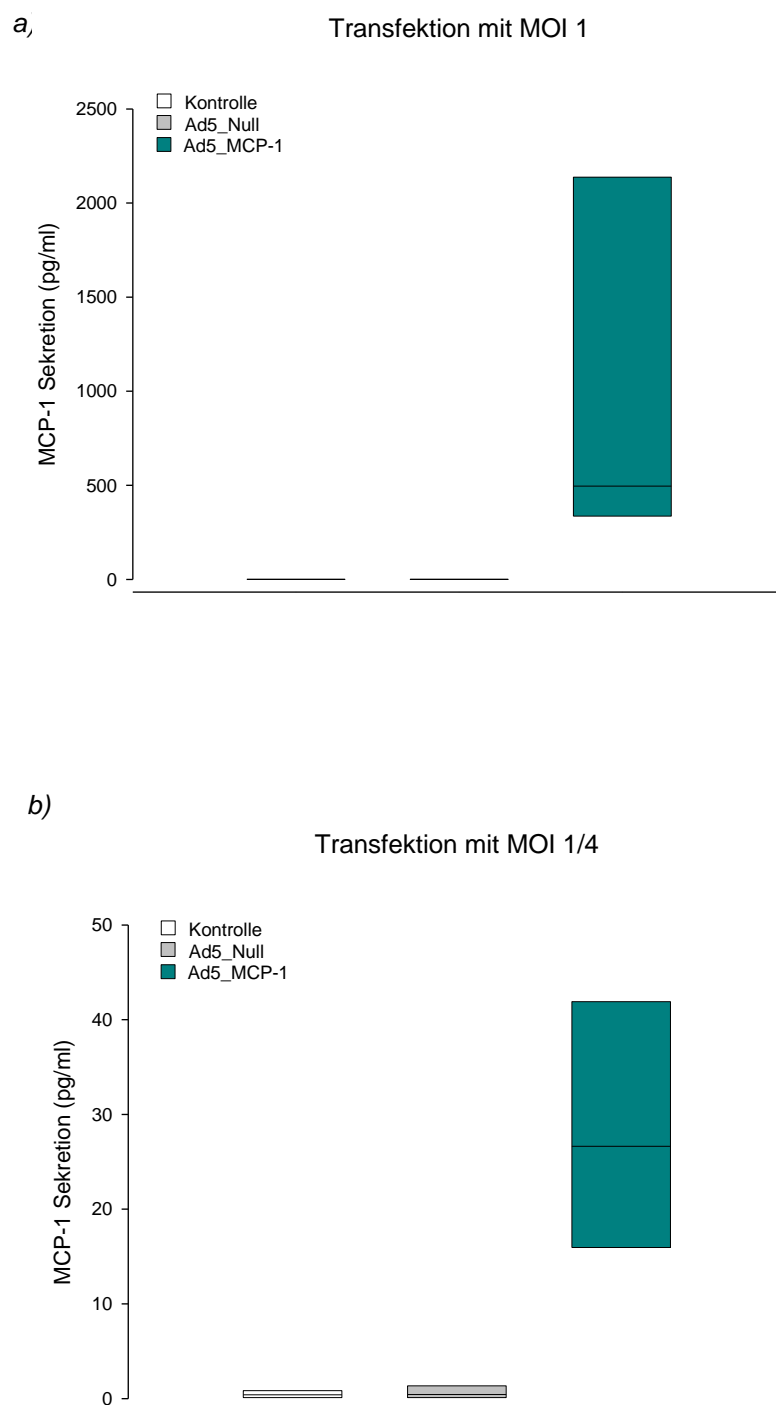 a)
Transfektion mit MOI 1
Kontrolle
Ad5_Null
Ad5_MCP-1
MCP-1 Sekretion (pg/ml)
2500
2000
1500
1000
500
0
b)
Transfektion mit MOI 1/4
Kontrolle
Ad5_Null
Ad5_MCP-1
MCP-1 Sekretion (pg/ml)
50
40
30
20
10
0